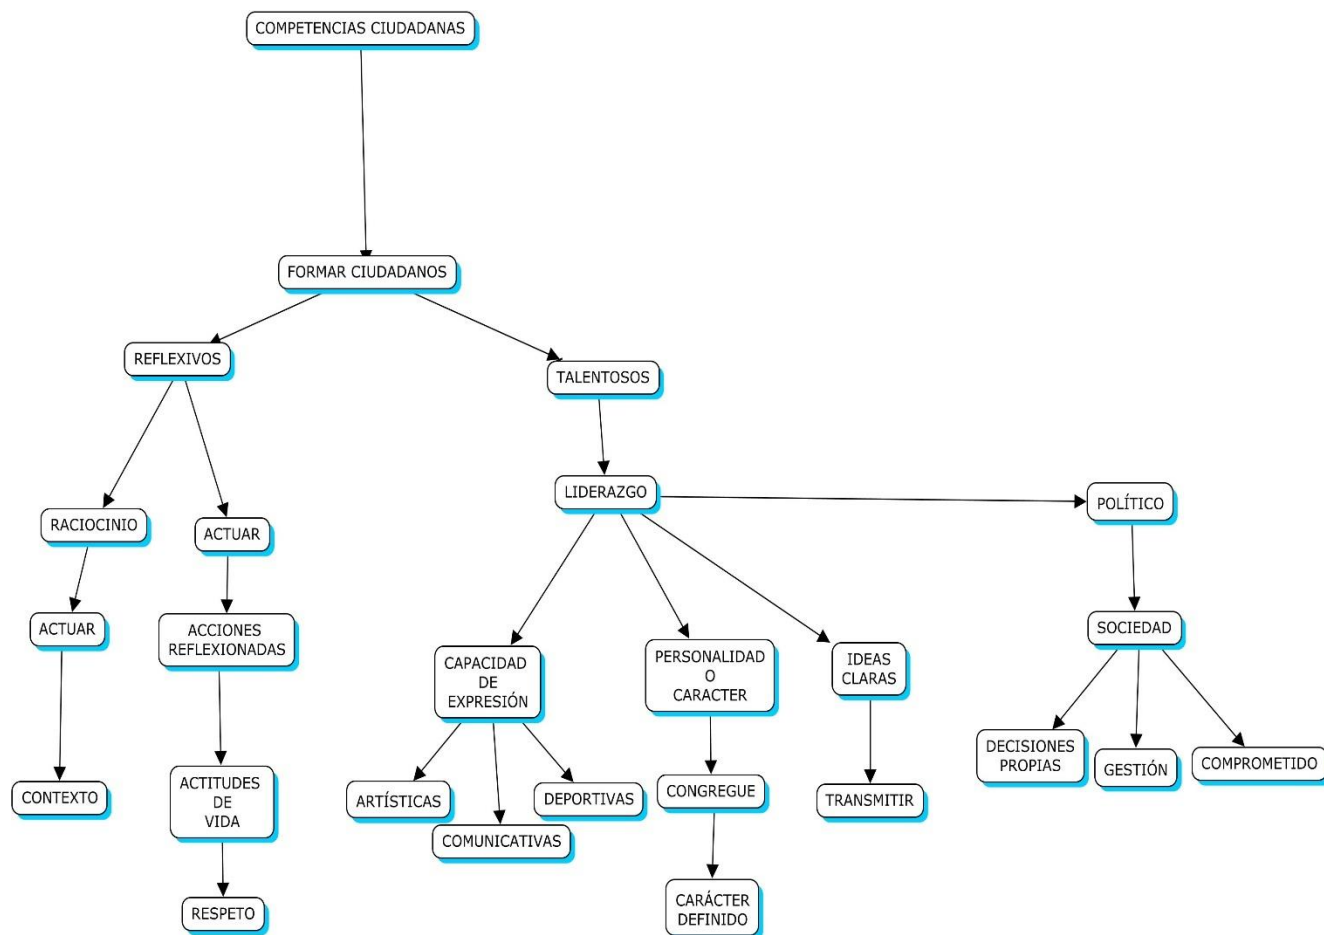 COMPETENCIAS CIUDADANAS
FORMAR CIUDADANOS
REFLEXIVOS
TALENTOSOS
LIDERAZGO
POLÍTICO
RACIOCINIO
ACTUAR
ACTUAR
ACCIONES
REFLEXIONADAS
SOCIEDAD
CAPACIDAD
DE
EXPRESIÓN
PERSONALIDAD
O
CARACTER
IDEAS
CLARAS
DECISIONES
PROPIAS
GESTIÓN
COMPROMETIDO
CONTEXTO
ACTITUDES
DE
VIDA
ARTÍSTICAS
COMUNICATIVAS
DEPORTIVAS
CONGREGUE
TRANSMITIR
RESPETO
CARÁCTER
DEFINIDO